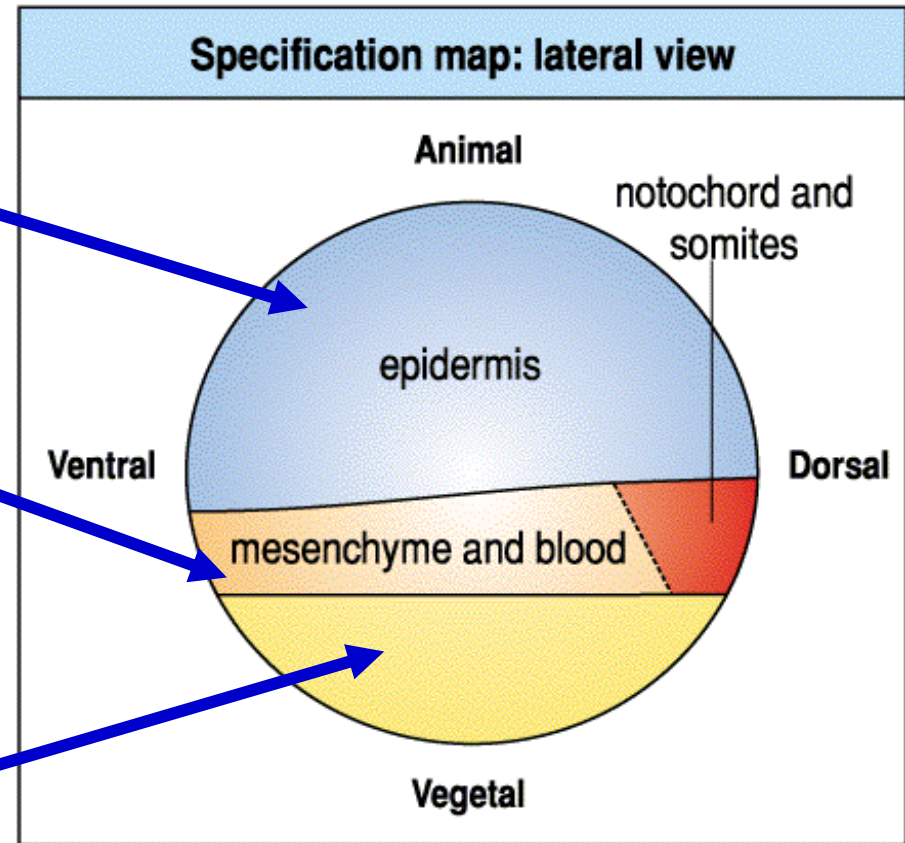 Specification map: lateral view
Animal
notochord and
somites
epidermis
Ventral
Dorsal
mesenchyme and blood
Vegetal